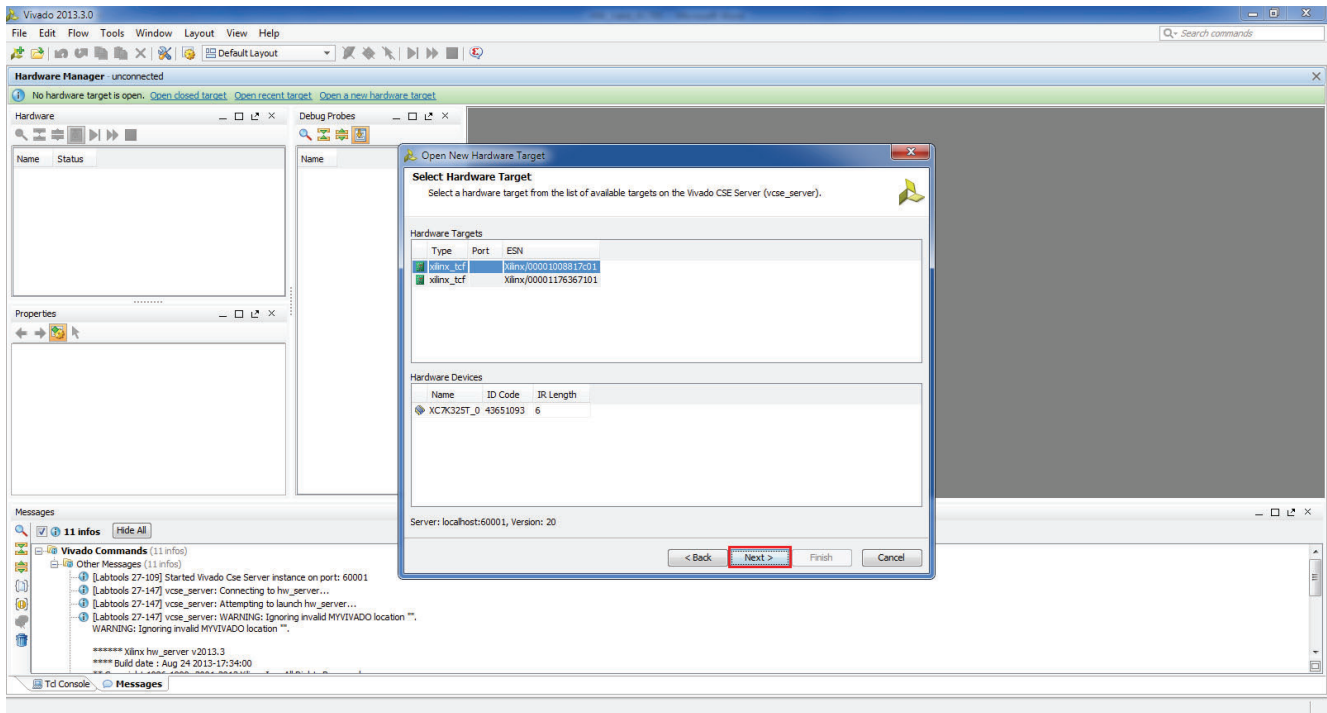 Vivado 2013.3.0
File Edit Flow Tools Window Layout View Help
Search commands
Default Layout
Hardware Manager - unconnected
No hardware target is open. Open closed target Open recent target Open a new hardware target
Hardware
Debug Probes
Name Status
Name
Open New Hardware Target
Select Hardware Target
Select a hardware target from the list of available targets on the Vivado CSE Server (vcse_server).
Hardware Targets
Type Port ESN
xilinx_tcf Xilinx/00001008817c01
xilinx_tcf Xilinx/00001176367101
Properties
Hardware Devices
Name ID Code IR Length
XC7K325T_0 43651093 6
Server: localhost:60001, Version: 20
< Back Next > Finish Cancel
Messages
11 infos Hide All
Vivado Commands (11 infos)
Other Messages (11 infos)
[Labtools 27-109] Started Vivado Cse Server instance on port: 60001
[Labtools 27-147] vcse_server: Connecting to hw_server...
[Labtools 27-147] vcse_server: Attempting to launch hw_server...
[Labtools 27-147] vcse_server: WARNING: Ignoring invalid MYVIVADO location "".
WARNING: Ignoring invalid MYVIVADO location "".
****** Xilinx hw_server v2013.3
**** Build date : Aug 24 2013-17:34:00
Tcl Console Messages